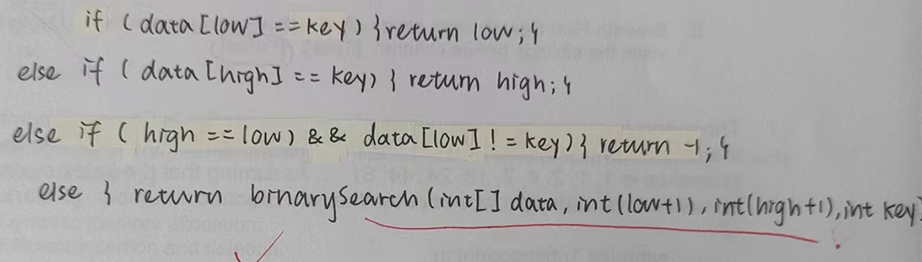 if (data[low] == key) { return low; }
else if (data[high] == key) { return high; }
else if (high == low) && data[low] != key) { return -1; }
else { return binarySearch (int[] data, int(low+1), int(high+1), int key)